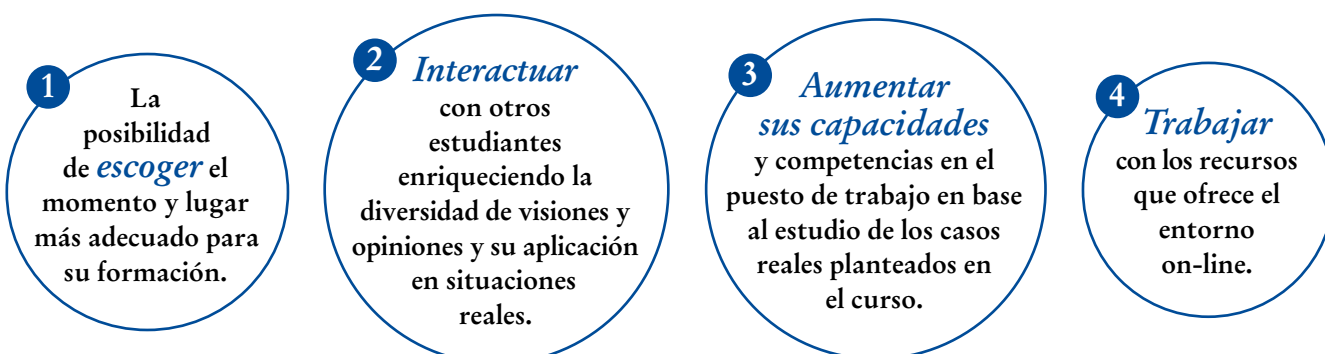 1
La
posibilidad
de escoger el
momento y lugar
más adecuado para
su formación.
2
Interactuar
con otros
estudiantes
enriqueciendo la
diversidad de visiones y
opiniones y su aplicación
en situaciones
reales.
3
Aumentar
sus capacidades
y competencias en el
puesto de trabajo en base
al estudio de los casos
reales planteados en
el curso.
4
Trabajar
con los recursos
que ofrece el
entorno
on-line.